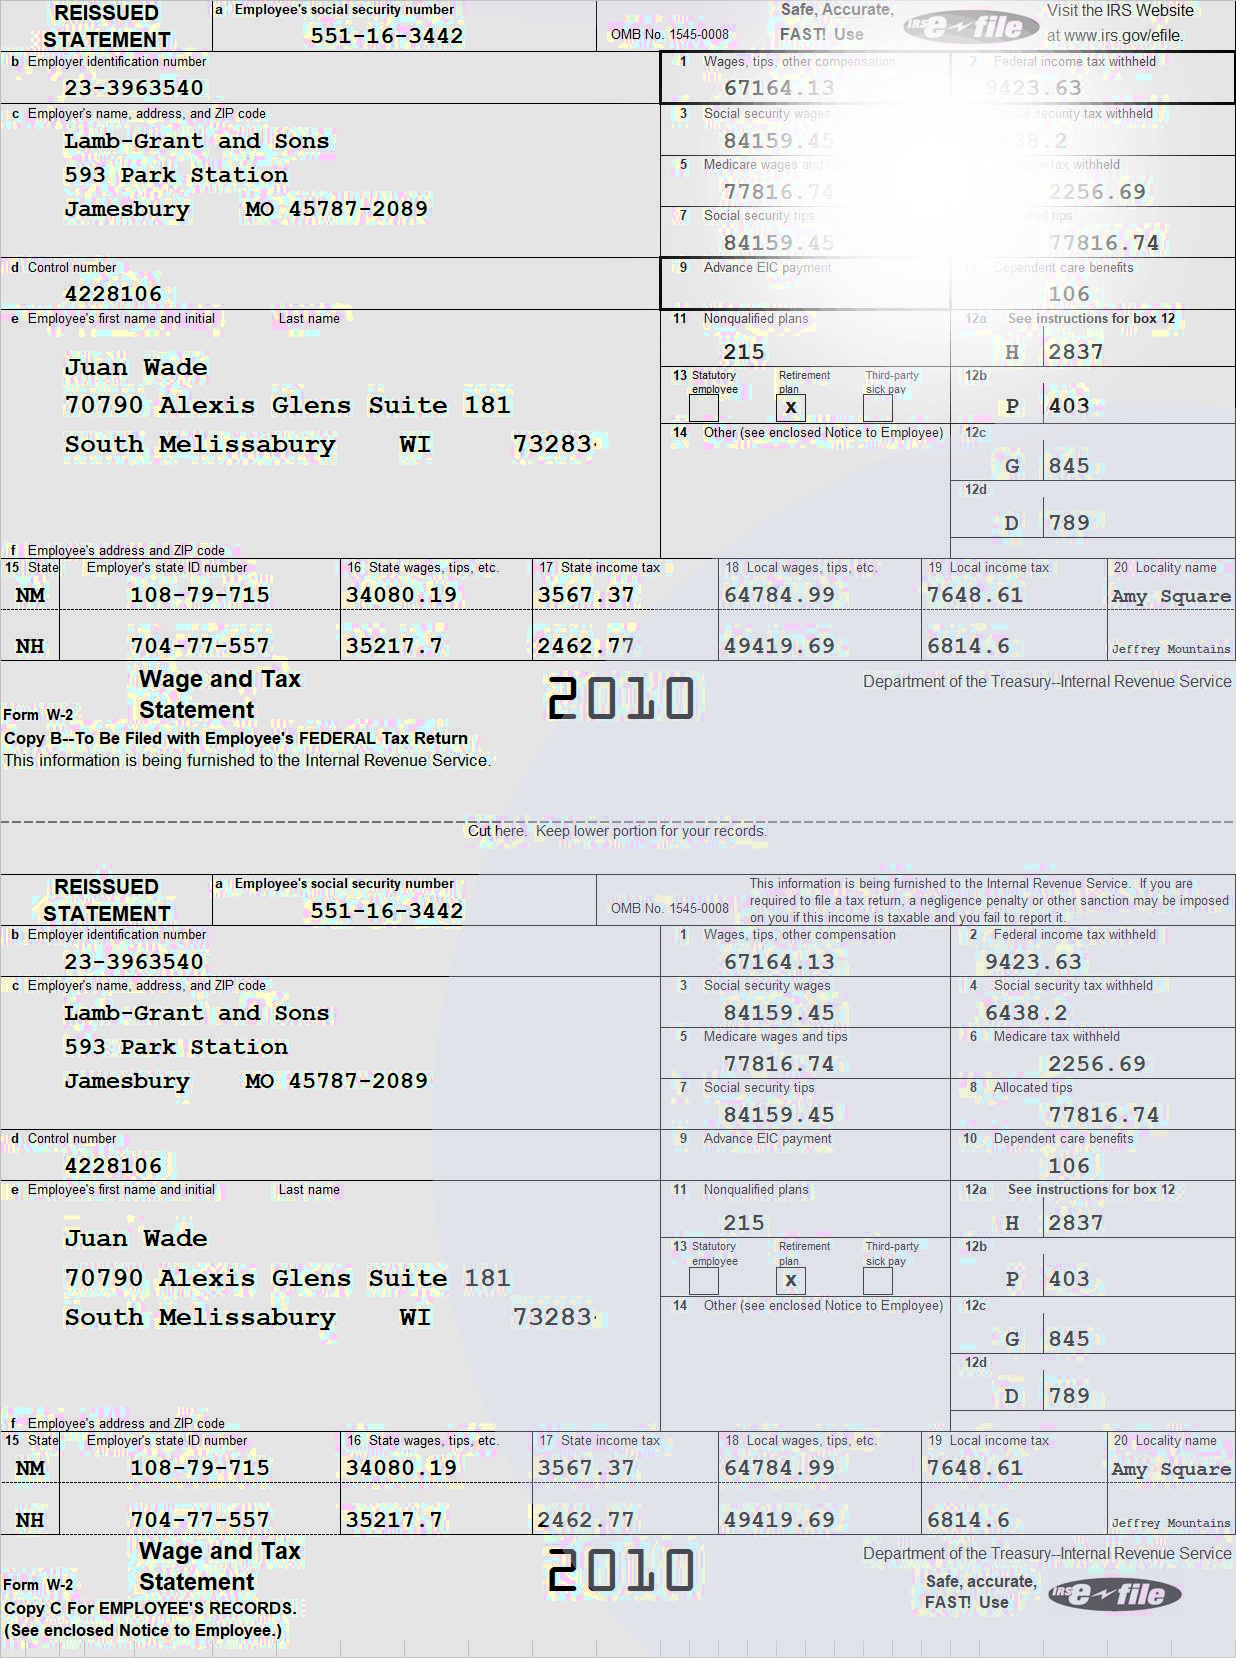 REISSUED
STATEMENT
a Employee's social security number
551-16-3442
OMB No. 1545-0008
Safe, Accurate,
FAST! Use
IRS e-file
Visit the IRS Website
at www.irs.gov/efile.
b Employer identification number
23-3963540
1 Wages, tips, other compensation
67164.13
2 Federal income tax withheld
9423.63
c Employer's name, address, and ZIP code
Lamb-Grant and Sons
593 Park Station
Jamesbury MO 45787-2089
3 Social security wages
84159.45
social security tax withheld
438.2
5 Medicare wages and tips
77816.74
tax withheld
2256.69
7 Social security tips
84159.45
tips
77816.74
d Control number
4228106
9 Advance EIC payment
10 Dependent care benefits
106
e Employee's first name and initial Last name
Juan Wade
70790 Alexis Glens Suite 181
South Melissabury WI 73283-
11 Nonqualified plans
215
12a See instructions for box 12
H 2837
13 Statutory employee Retirement plan Third-party sick pay
X
12b
P 403
14 Other (see enclosed Notice to Employee)
12c
G 845
12d
D 789
f Employee's address and ZIP code
15 State Employer's state ID number 16 State wages, tips, etc. 17 State income tax 18 Local wages, tips, etc. 19 Local income tax 20 Locality name
NM 108-79-715 34080.19 3567.37 64784.99 7648.61 Amy Square
NH 704-77-557 35217.7 2462.77 49419.69 6814.6 Jeffrey Mountains
Form W-2 Wage and Tax
Statement
2010
Department of the Treasury--Internal Revenue Service
Copy B--To Be Filed with Employee's FEDERAL Tax Return
This information is being furnished to the Internal Revenue Service.
Cut here. Keep lower portion for your records.
REISSUED
STATEMENT
a Employee's social security number
551-16-3442
OMB No. 1545-0008
This information is being furnished to the Internal Revenue Service. If you are
required to file a tax return, a negligence penalty or other sanction may be imposed
on you if this income is taxable and you fail to report it.
b Employer identification number
23-3963540
1 Wages, tips, other compensation
67164.13
2 Federal income tax withheld
9423.63
c Employer's name, address, and ZIP code
Lamb-Grant and Sons
593 Park Station
Jamesbury MO 45787-2089
3 Social security wages
84159.45
4 Social security tax withheld
6438.2
5 Medicare wages and tips
77816.74
6 Medicare tax withheld
2256.69
7 Social security tips
84159.45
8 Allocated tips
77816.74
d Control number
4228106
9 Advance EIC payment
10 Dependent care benefits
106
e Employee's first name and initial Last name
Juan Wade
70790 Alexis Glens Suite 181
South Melissabury WI 73283-
11 Nonqualified plans
215
12a See instructions for box 12
H 2837
13 Statutory employee Retirement plan Third-party sick pay
X
12b
P 403
14 Other (see enclosed Notice to Employee)
12c
G 845
12d
D 789
f Employee's address and ZIP code
15 State Employer's state ID number 16 State wages, tips, etc. 17 State income tax 18 Local wages, tips, etc. 19 Local income tax 20 Locality name
NM 108-79-715 34080.19 3567.37 64784.99 7648.61 Amy Square
NH 704-77-557 35217.7 2462.77 49419.69 6814.6 Jeffrey Mountains
Form W-2 Wage and Tax
Statement
2010
Department of the Treasury--Internal Revenue Service
Safe, accurate,
FAST! Use
IRS e-file
Copy C For EMPLOYEE'S RECORDS.
(See enclosed Notice to Employee.)